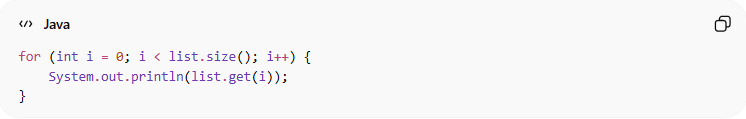 </> Java
for (int i = 0; i < list.size(); i++) {
    System.out.println(list.get(i));
}